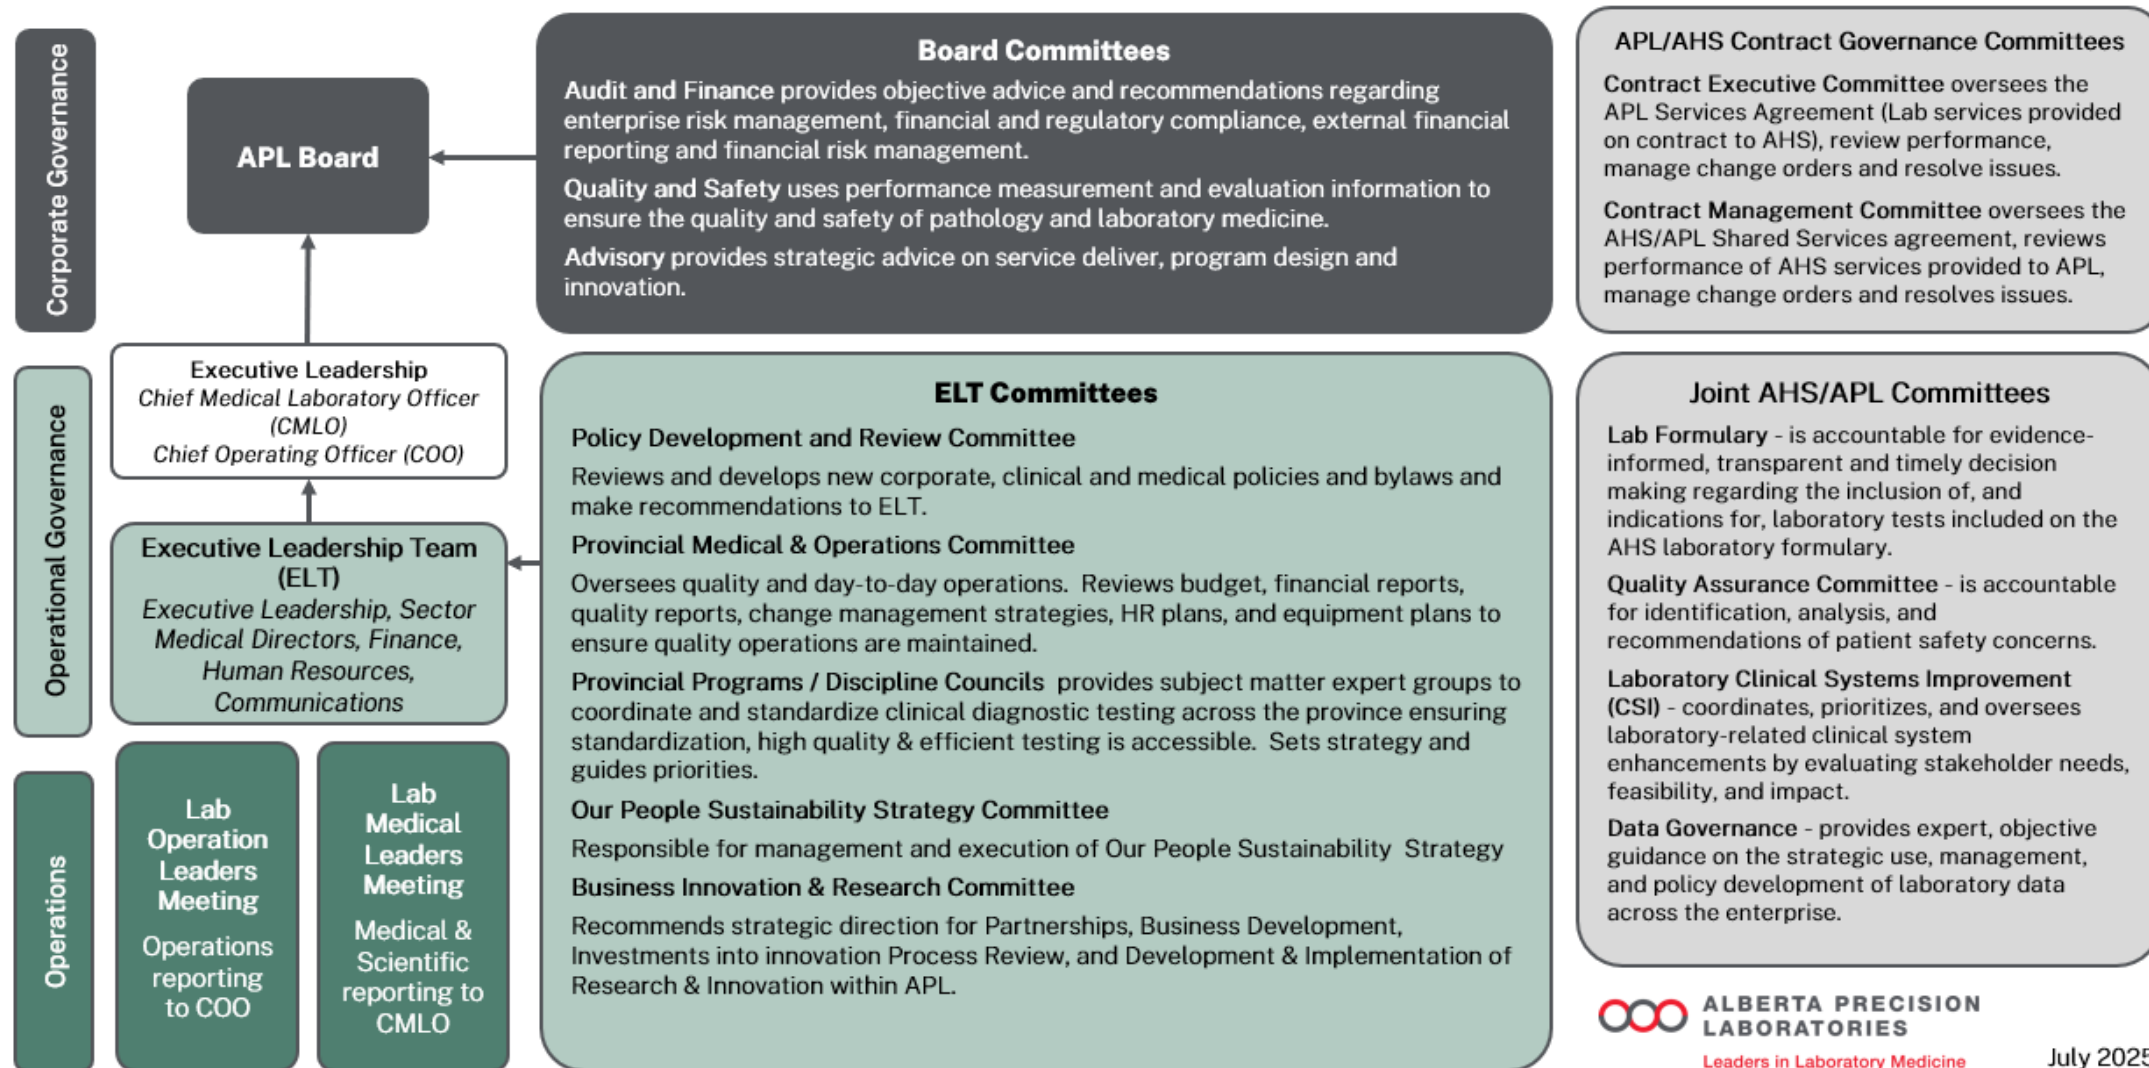 Corporate Governance
APL Board
Board Committees
Audit and Finance provides objective advice and recommendations regarding
enterprise risk management, financial and regulatory compliance, external financial
reporting and financial risk management.
Quality and Safety uses performance measurement and evaluation information to
ensure the quality and safety of pathology and laboratory medicine.
Advisory provides strategic advice on service deliver, program design and
innovation.
APL/AHS Contract Governance Committees
Contract Executive Committee oversees the
APL Services Agreement (Lab services provided
on contract to AHS), review performance,
manage change orders and resolve issues.
Contract Management Committee oversees the
AHS/APL Shared Services agreement, reviews
performance of AHS services provided to APL,
manage change orders and resolves issues.
Operational Governance
Executive Leadership
Chief Medical Laboratory Officer
(CMLO)
Chief Operating Officer (COO)
Executive Leadership Team
(ELT)
Executive Leadership, Sector
Medical Directors, Finance,
Human Resources,
Communications
ELT Committees
Policy Development and Review Committee
Reviews and develops new corporate, clinical and medical policies and bylaws and
make recommendations to ELT.
Provincial Medical & Operations Committee
Oversees quality and day-to-day operations. Reviews budget, financial reports,
quality reports, change management strategies, HR plans, and equipment plans to
ensure quality operations are maintained.
Provincial Programs / Discipline Councils provides subject matter expert groups to
coordinate and standardize clinical diagnostic testing across the province ensuring
standardization, high quality & efficient testing is accessible. Sets strategy and
guides priorities.
Our People Sustainability Strategy Committee
Responsible for management and execution of Our People Sustainability Strategy
Business Innovation & Research Committee
Recommends strategic direction for Partnerships, Business Development,
Investments into innovation Process Review, and Development & Implementation of
Research & Innovation within APL.
Joint AHS/APL Committees
Lab Formulary - is accountable for evidence-
informed, transparent and timely decision
making regarding the inclusion of, and
indications for, laboratory tests included on the
AHS laboratory formulary.
Quality Assurance Committee - is accountable
for identification, analysis, and
recommendations of patient safety concerns.
Laboratory Clinical Systems Improvement
(CSI) - coordinates, prioritizes, and oversees
laboratory-related clinical system
enhancements by evaluating stakeholder needs,
feasibility, and impact.
Data Governance - provides expert, objective
guidance on the strategic use, management,
and policy development of laboratory data
across the enterprise.
Operations
Lab
Operation
Leaders
Meeting
Operations
reporting
to COO
Lab
Medical
Leaders
Meeting
Medical &
Scientific
reporting to
CMLO
ALBERTA PRECISION
LABORATORIES
Leaders in Laboratory Medicine
July 2025